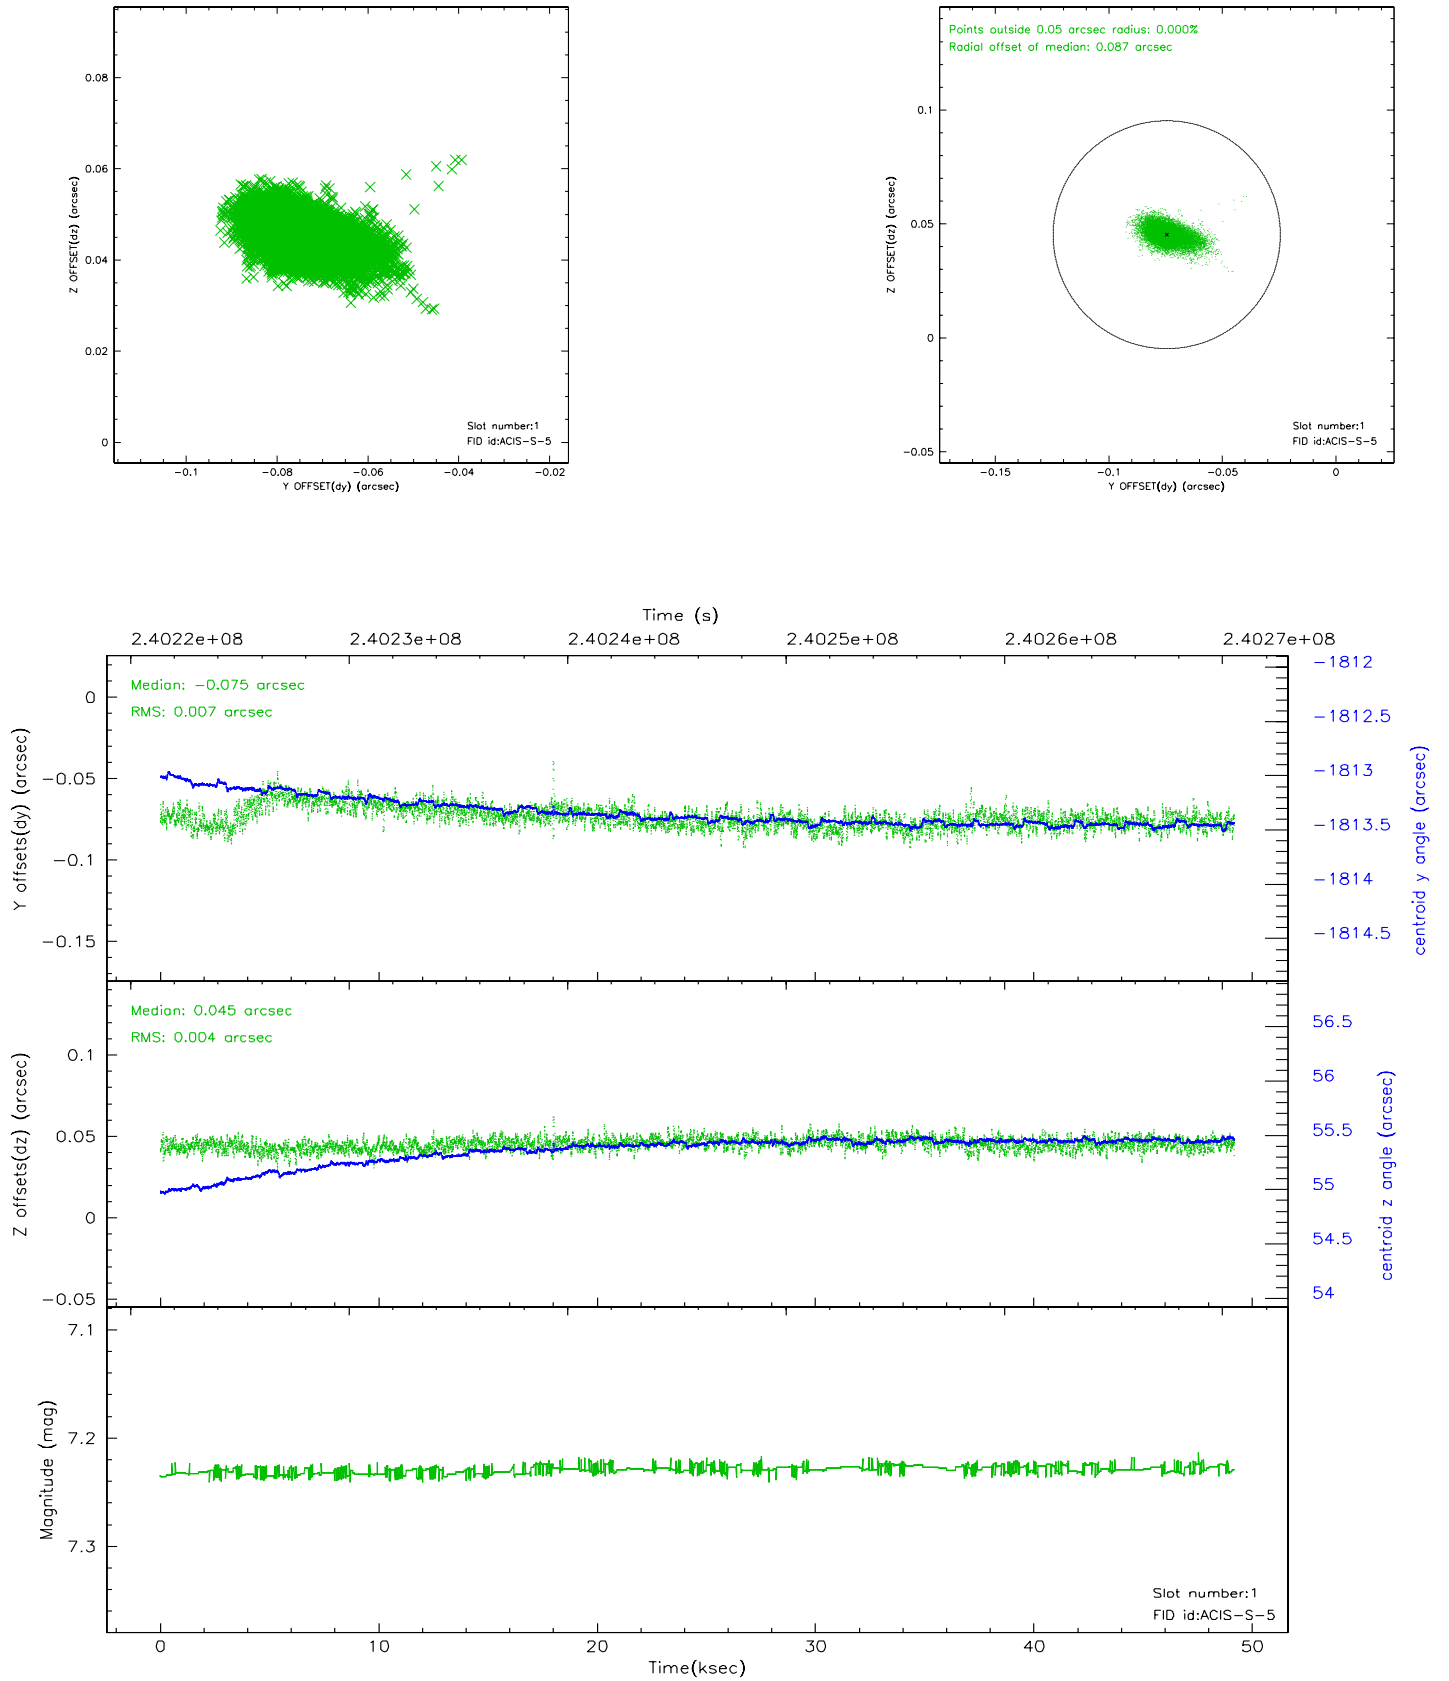 0.08
0.06
0.04
0.02
0
Z OFFSET(dz) (arcsec)
Slot number:1
FID id:ACIS-S-5
-0.1 -0.08 -0.06 -0.04 -0.02
Y OFFSET(dy) (arcsec)
Points outside 0.05 arcsec radius: 0.000%
Radial offset of median: 0.087 arcsec
0.1
0.05
0
-0.05
Z OFFSET(dz) (arcsec)
Slot number:1
FID id:ACIS-S-5
-0.15 -0.1 -0.05 0
Y OFFSET(dy) (arcsec)
Time (s)
2.4022e+08 2.4023e+08 2.4024e+08 2.4025e+08 2.4026e+08 2.4027e+08
Median: -0.075 arcsec
RMS: 0.007 arcsec
0
-0.05
-0.1
-0.15
Y offsets(dy) (arcsec)
-1812
-1812.5
-1813
-1813.5
-1814
-1814.5
centroid y angle (arcsec)
Median: 0.045 arcsec
RMS: 0.004 arcsec
0.1
0.05
0
-0.05
Z offsets(dz) (arcsec)
56.5
56
55.5
55
54.5
54
centroid z angle (arcsec)
7.1
7.2
7.3
Magnitude (mag)
Slot number:1
FID id:ACIS-S-5
0 10 20 30 40 50
Time(ksec)